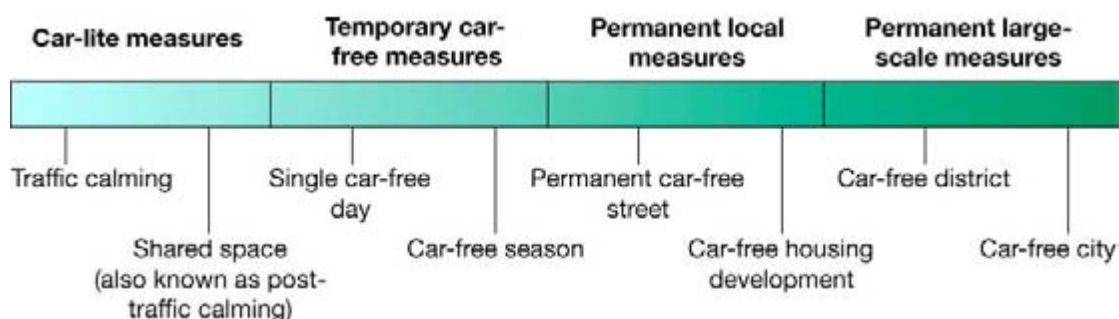 Car-lite measures
Temporary car-
free measures
Permanent local
measures
Permanent large-
scale measures
Traffic calming
Shared space
(also known as post-
traffic calming)
Single car-free
day
Car-free season
Permanent car-free
street
Car-free housing
development
Car-free district
Car-free city